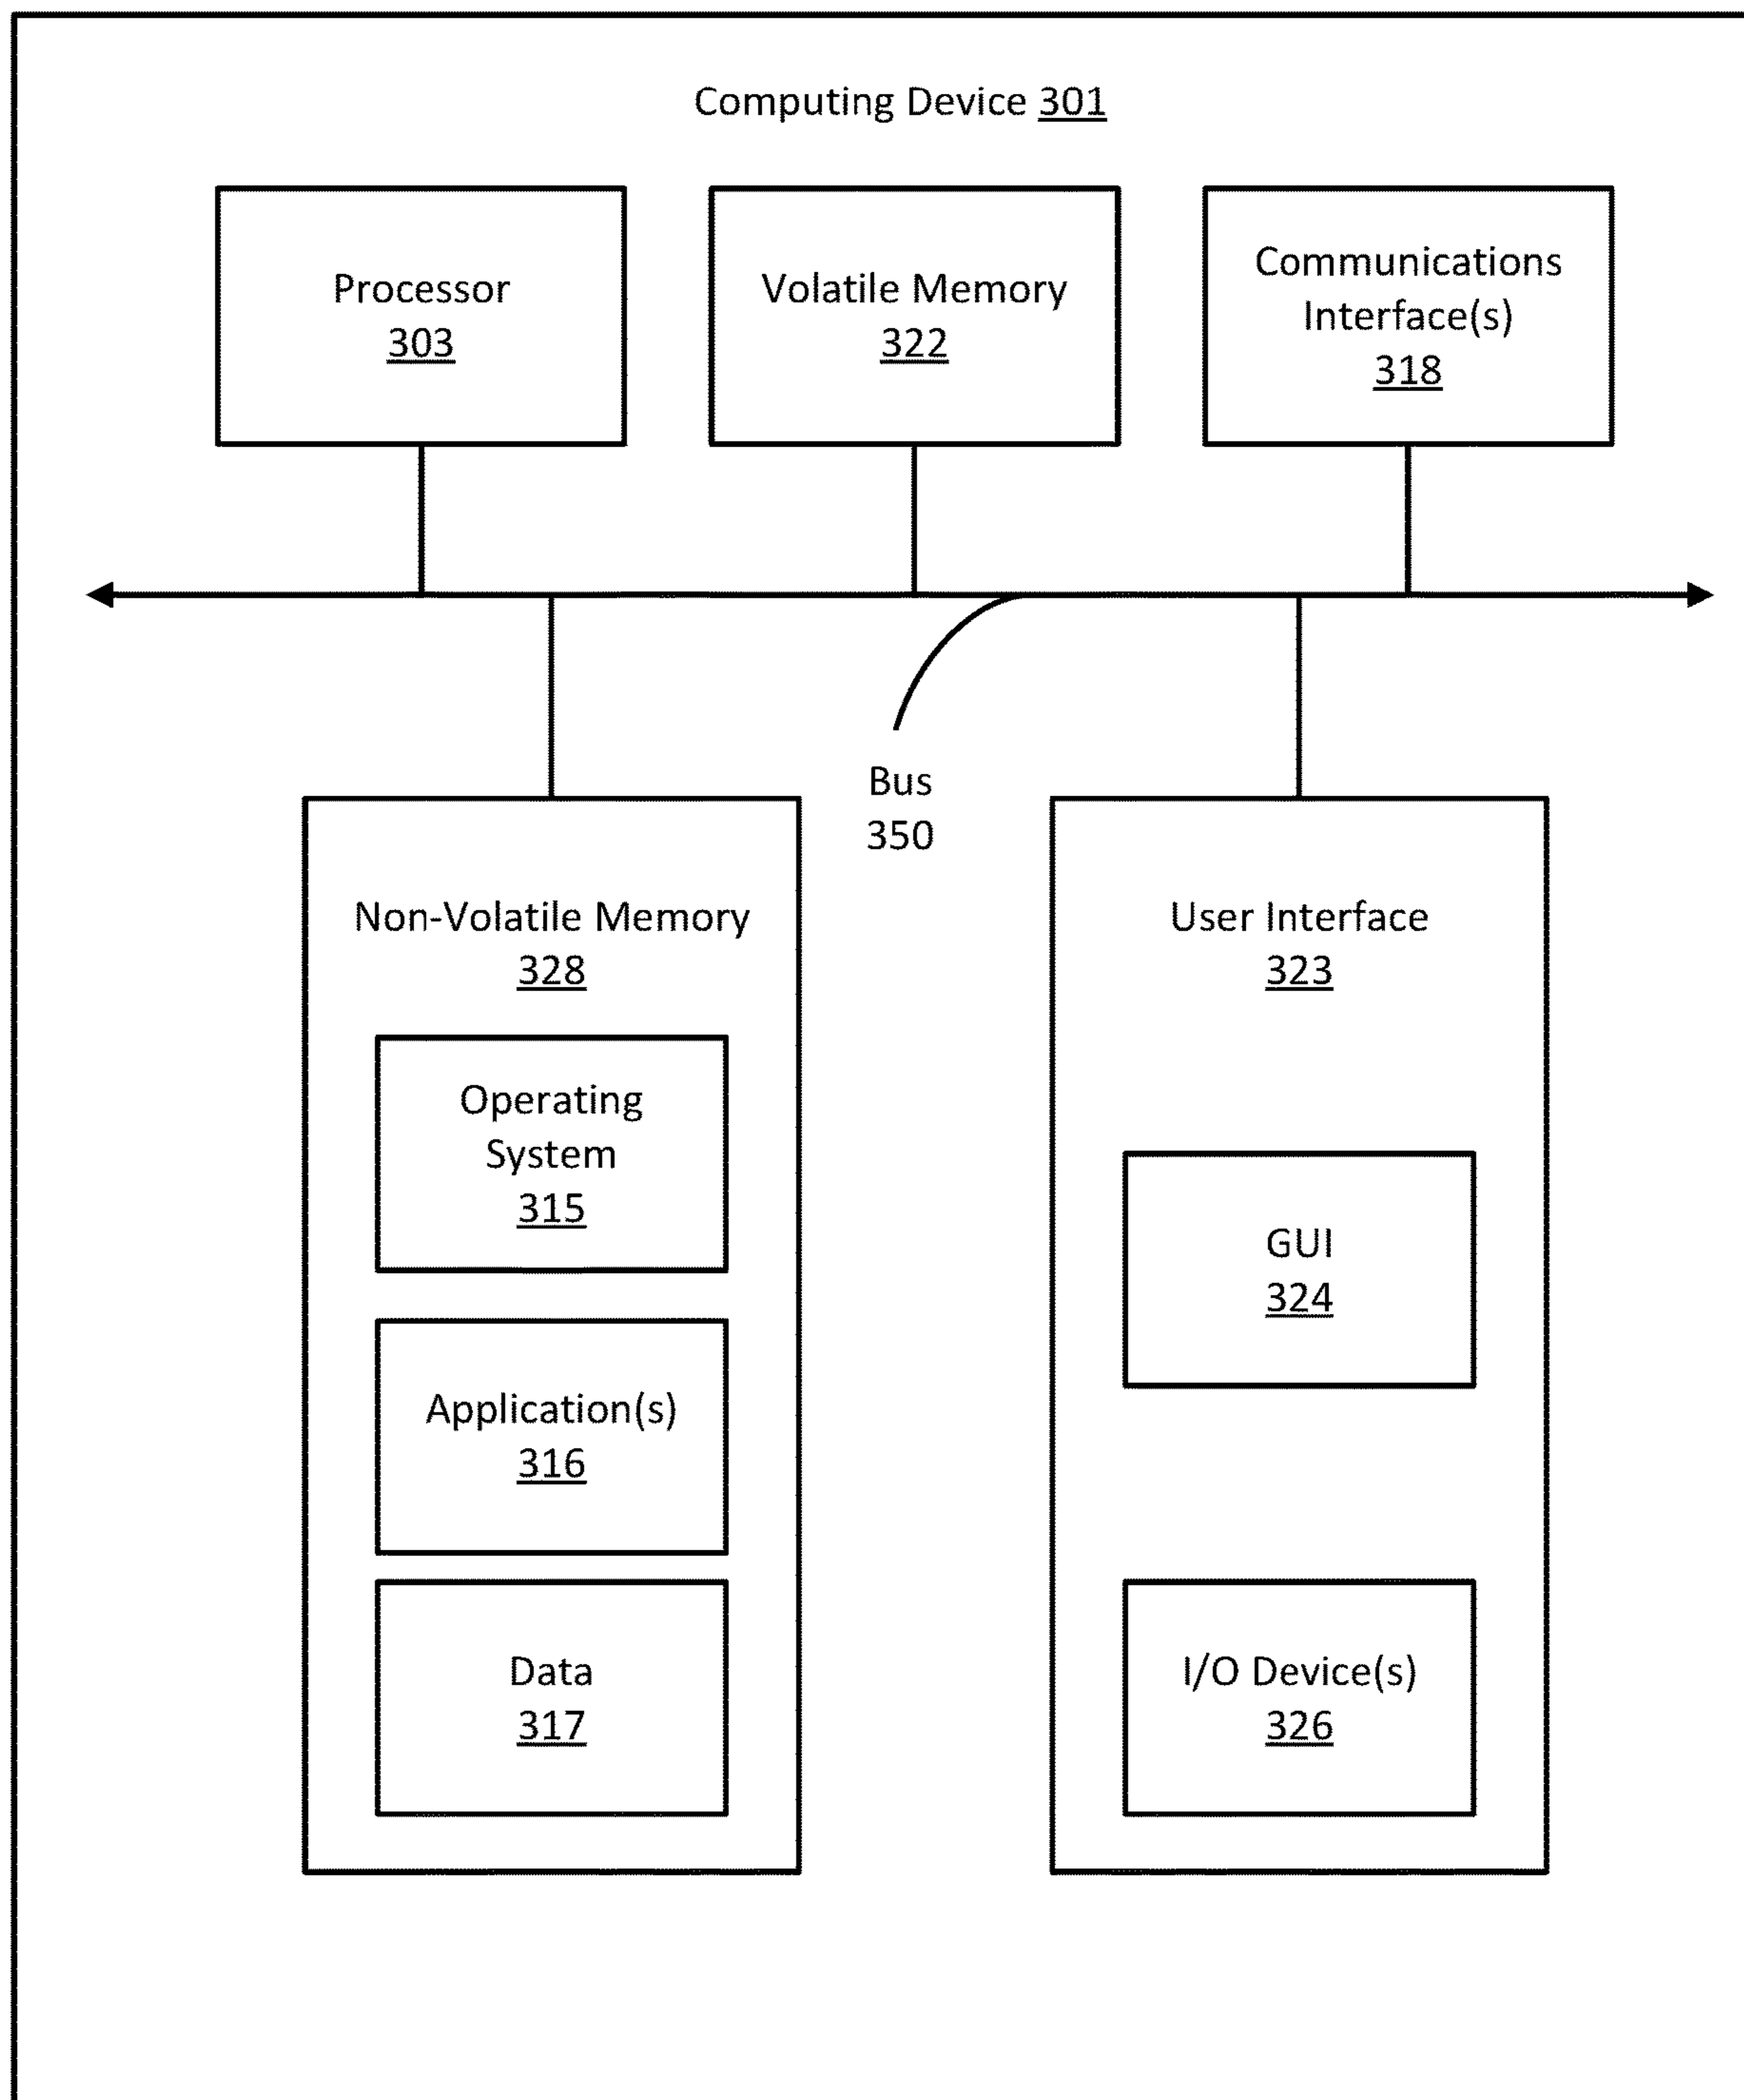 Computing Device 301
Processor
303
Volatile Memory
322
Communications
Interface(s)
318
Bus
350
Non-Volatile Memory
328
Operating
System
315
Application(s)
316
Data
317
User Interface
323
GUI
324
I/O Device(s)
326